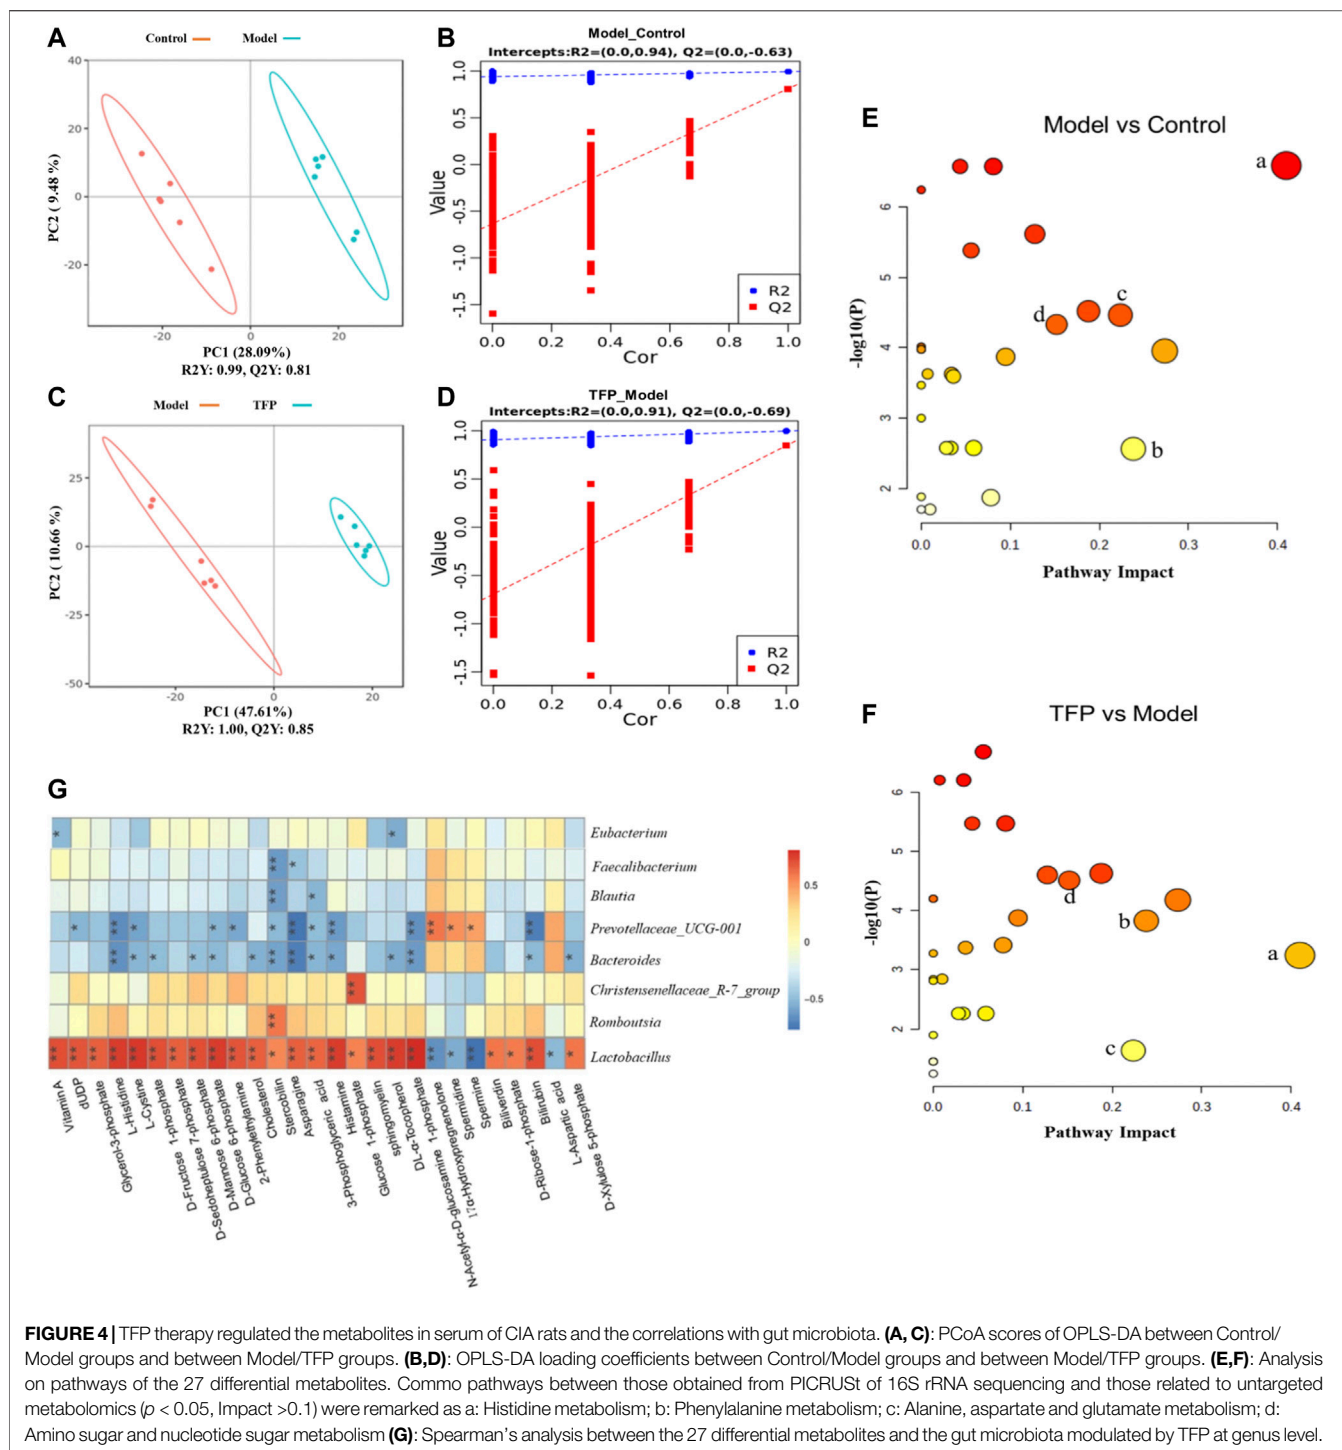 A
Control
Model
PC2 ( 9.48 %)
40
20
0
-20
-20
0
20
PC1 (28.09%)
R2Y: 0.99, Q2Y: 0.81
B
Model_Control
Intercepts:R2=(0.0,0.94), Q2=(0.0,-0.63)
Value
1.0
0.5
0.0
-0.5
-1.0
-1.5
R2
Q2
0.0 0.2 0.4 0.6 0.8 1.0
Cor
C
Model
TFP
PC2 ( 10.66 %)
25
0
-25
-50
-20
0
20
PC1 (47.61%)
R2Y: 1.00, Q2Y: 0.85
D
TFP_Model
Intercepts:R2=(0.0,0.91), Q2=(0.0,-0.69)
Value
1.0
0.5
0.0
-0.5
-1.0
-1.5
R2
Q2
0.0 0.2 0.4 0.6 0.8 1.0
Cor
E
Model vs Control
-log10(P)
6
5
4
3
2
a
c
d
b
0.0 0.1 0.2 0.3 0.4
Pathway Impact
F
TFP vs Model
-log10(P)
6
5
4
3
2
d
b
a
c
0.0 0.1 0.2 0.3 0.4
Pathway Impact
G
Eubacterium
Faecalibacterium
Blautia
Prevotellaceae_UCG-001
Bacteroides
Christensenellaceae_R-7_group
Romboutsia
Lactobacillus
0.5
0
-0.5
Vitamin A
dUDP
Glycerol-3-phosphate
L-Histidine
L-Cystine
D-Fructose 1-phosphate
D-Sedoheptulose 7-phosphate
D-Mannose 6-phosphate
D-Glucose 6-phosphate
2-Phenylethylamine
Cholesterol
Stercobilin
Asparagine
3-Phosphoglyceric acid
Histamine
Glucose 1-phosphate
sphingomyelin
DL-α-Tocopherol
N-Acetyl-α-D-glucosamine 1-phosphate
17α-Hydroxypregnenolone
Spermidine
Spermine
Biliverdin
D-Ribose-1-phosphate
Bilirubin
L-Aspartic acid
D-Xylulose 5-phosphate
FIGURE 4 | TFP therapy regulated the metabolites in serum of CIA rats and the correlations with gut microbiota. (A, C): PCoA scores of OPLS-DA between Control/
Model groups and between Model/TFP groups. (B,D): OPLS-DA loading coefficients between Control/Model groups and between Model/TFP groups. (E,F): Analysis
on pathways of the 27 differential metabolites. Commo pathways between those obtained from PICRUSt of 16S rRNA sequencing and those related to untargeted
metabolomics (p < 0.05, Impact >0.1) were remarked as a: Histidine metabolism; b: Phenylalanine metabolism; c: Alanine, aspartate and glutamate metabolism; d:
Amino sugar and nucleotide sugar metabolism (G): Spearman's analysis between the 27 differential metabolites and the gut microbiota modulated by TFP at genus level.